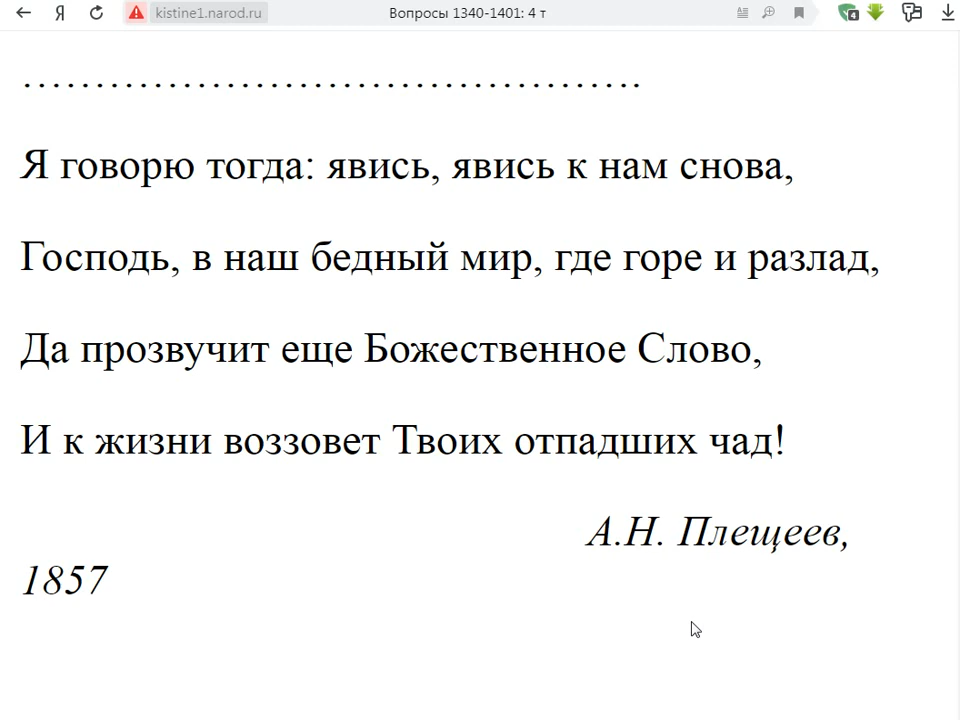 kistine1.narod.ru
Вопросы 1340-1401: 4 т
4
………………………………………….
Я говорю тогда: явись, явись к нам снова,
Господь, в наш бедный мир, где горе и разлад,
Да прозвучит еще Божественное Слово,
И к жизни воззовет Твоих отпадших чад!
А.Н. Плещеев,
1857